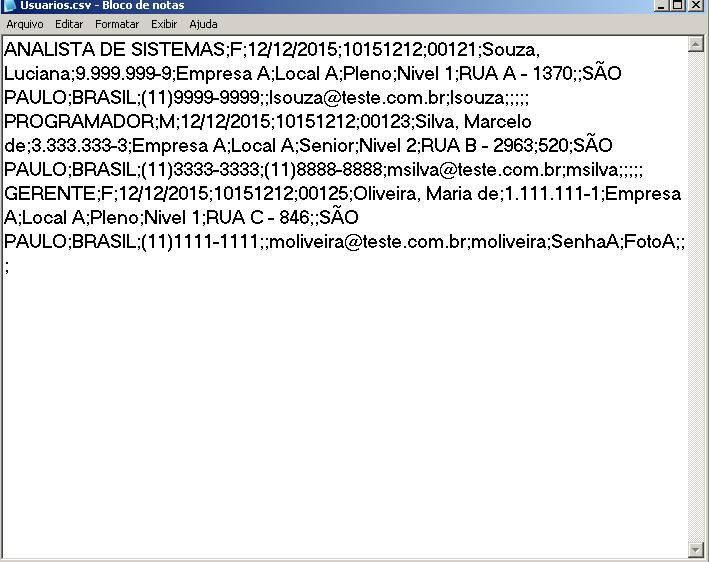 Usuarios.csv - Bloco de notas
Arquivo Editar Formatar Exibir Ajuda
ANALISTA DE SISTEMAS;F;12/12/2015;10151212;00121;Souza,
Luciana;9.999.999-9;Empresa A;Local A;Pleno;Nivel 1;RUA A - 1370;;SÃO
PAULO;BRASIL;(11)9999-9999;;lsouza@teste.com.br;lsouza;;;;;
PROGRAMADOR;M;12/12/2015;10151212;00123;Silva, Marcelo
de;3.333.333-3;Empresa A;Local A;Senior;Nivel 2;RUA B - 2963;520;SÃO
PAULO;BRASIL;(11)3333-3333;(11)8888-8888;msilva@teste.com.br;msilva;;;;;
GERENTE;F;12/12/2015;10151212;00125;Oliveira, Maria de;1.111.111-1;Empresa
A;Local A;Pleno;Nivel 1;RUA C - 846;;SÃO
PAULO;BRASIL;(11)1111-1111;;moliveira@teste.com.br;moliveira;SenhaA;FotoA;;
;